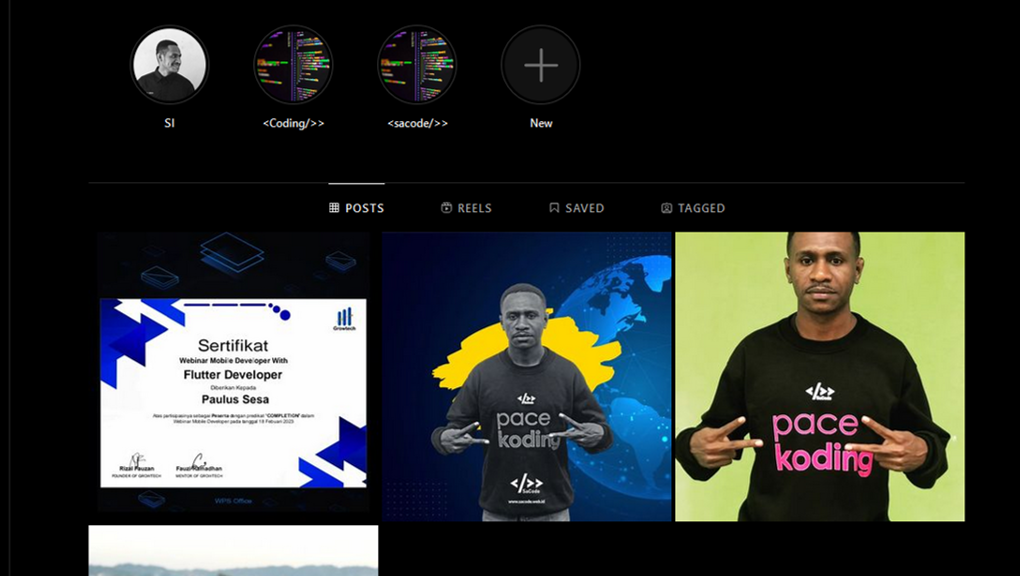 SI
<Coding/>>
<sacode/>>
New
POSTS
REELS
SAVED
TAGGED
Growtech
Sertifikat
Webinar Mobile Developer With
Flutter Developer
Diberikan Kepada
Paulus Sesa
Atas partisipasinya sebagai Peserta dengan predikat "COMPLETION" dalam
Webinar Mobile Developer pada tanggal 18 Febuari 2023
Rizal Fauzan
FOUNDER OF GROWTECH
Fauzi Ramadhan
MENTOR OF GROWTECH
WPS Office
</>>
pace
koding
</>>
SaCode
www.sacode.web.id
</>>
SaCode
pace
koding